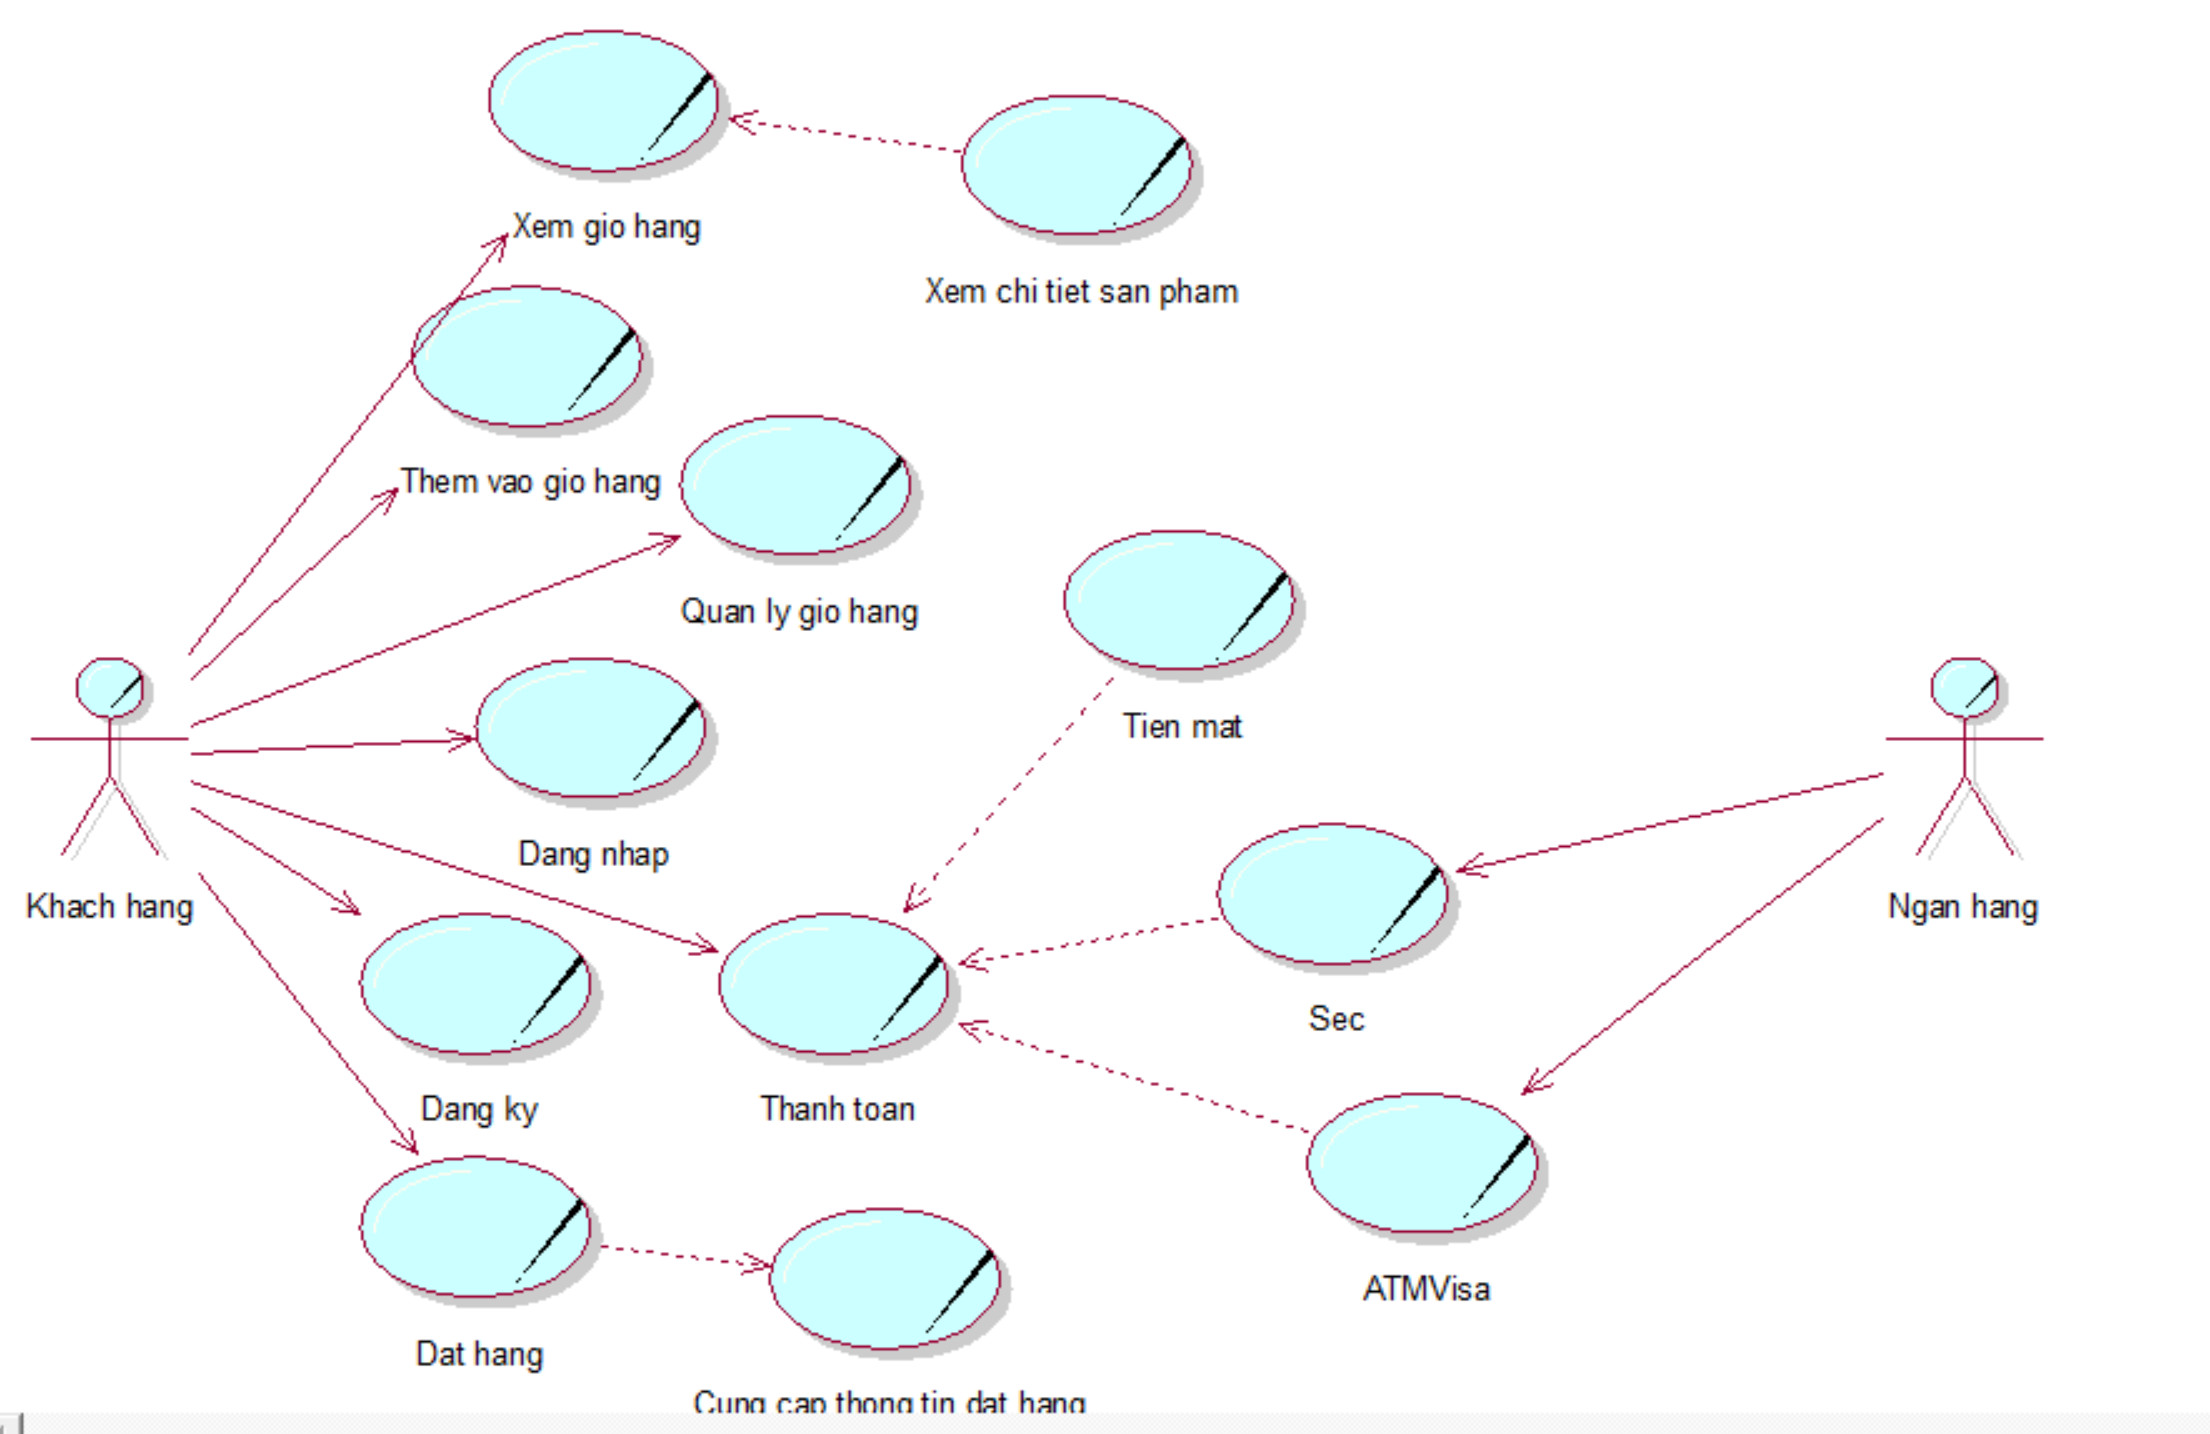 Xem gio hang
Xem chi tiet san pham
Them vao gio hang
Quan ly gio hang
Tien mat
Dang nhap
Khach hang
Ngan hang
Sec
Dang ky
Thanh toan
ATMVisa
Dat hang
Cung cap thong tin dat hang